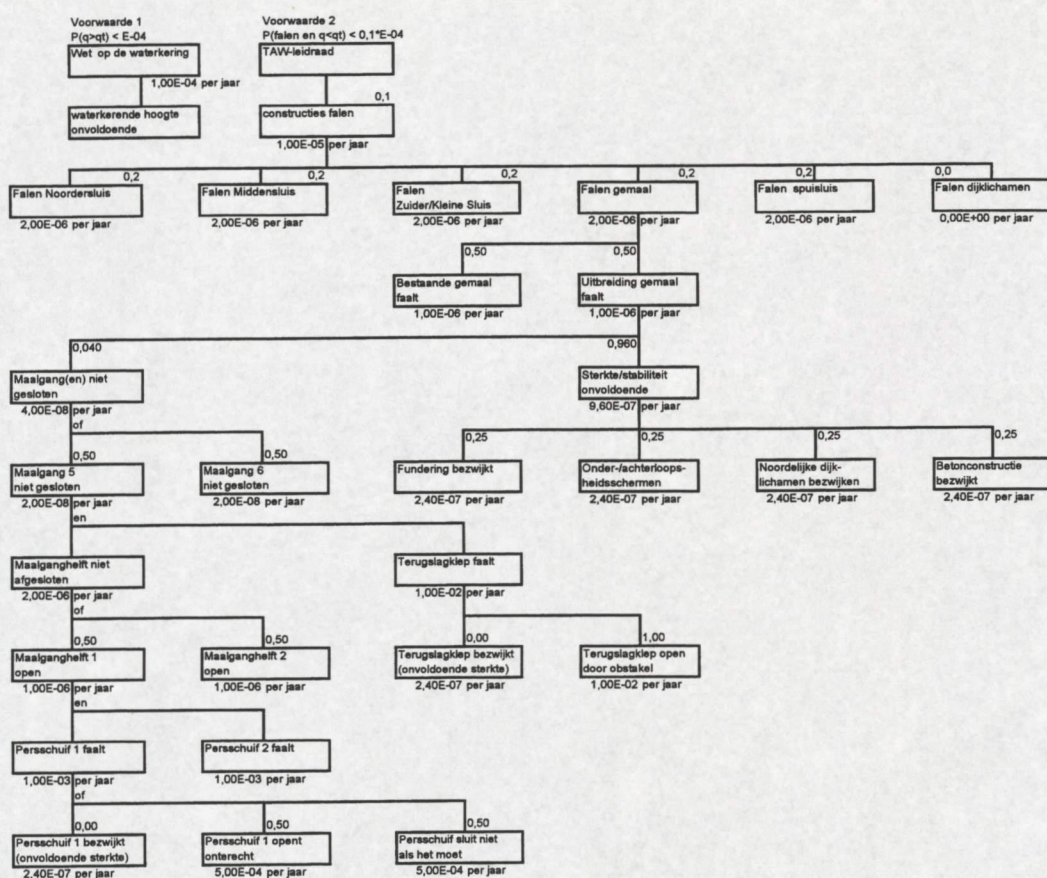 Voorwaarde 1
P(q>qt) < E-04
Wet op de waterkering
1,00E-04 per jaar
waterkerende hoogte
onvoldoende
Voorwaarde 2
P(falen en q<qt) < 0,1*E-04
TAW-leidraad
0,1
constructies falen
1,00E-05 per jaar
0,2
Falen Noordersluis
2,00E-06 per jaar
0,2
Falen Middensluis
2,00E-06 per jaar
0,2
Falen
Zuider/Kleine Sluis
2,00E-06 per jaar
0,2
Falen gemaal
2,00E-06 per jaar
0,2
Falen spuisluis
2,00E-06 per jaar
0,0
Falen dijklichamen
0,00E+00 per jaar
0,50
Bestaande gemaal
faalt
1,00E-06 per jaar
0,50
Uitbreiding gemaal
faalt
1,00E-06 per jaar
0,040
Maalgang(en) niet
gesloten
4,00E-08 per jaar
of
0,960
Sterkte/stabiliteit
onvoldoende
9,60E-07 per jaar
0,50
Maalgang 5
niet gesloten
2,00E-08 per jaar
en
0,50
Maalgang 6
niet gesloten
2,00E-08 per jaar
0,25
Fundering bezwijkt
2,40E-07 per jaar
0,25
Onder-/achterloops-
heidsschermen
2,40E-07 per jaar
0,25
Noordelijke dijk-
lichamen bezwijken
2,40E-07 per jaar
0,25
Betonconstructie
bezwijkt
2,40E-07 per jaar
Maalganghelft niet
afgesloten
2,00E-06 per jaar
of
Terugslagklep faalt
1,00E-02 per jaar
0,50
Maalganghelft 1
open
1,00E-06 per jaar
en
0,50
Maalganghelft 2
open
1,00E-06 per jaar
0,00
Terugslagklep bezwijkt
(onvoldoende sterkte)
2,40E-07 per jaar
1,00
Terugslagklep open
door obstakel
1,00E-02 per jaar
Persschuif 1 faalt
1,00E-03 per jaar
of
Persschuif 2 faalt
1,00E-03 per jaar
0,00
Persschuif 1 bezwijkt
(onvoldoende sterkte)
2,40E-07 per jaar
0,50
Persschuif 1 opent
onterecht
5,00E-04 per jaar
0,50
Persschuif sluit niet
als het moet
5,00E-04 per jaar